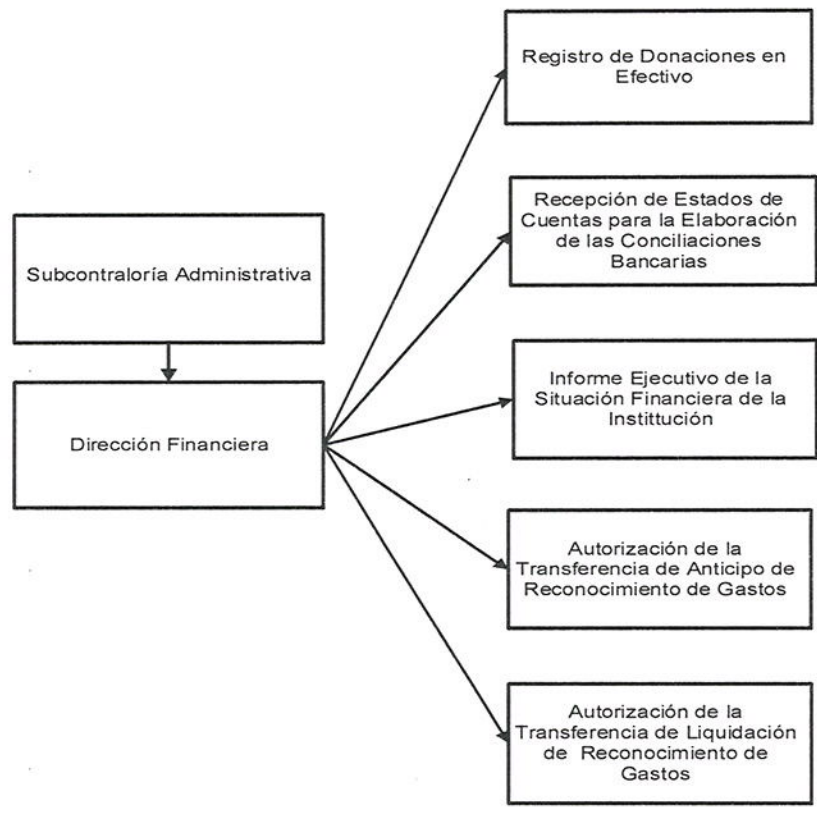 Registro de Donaciones en
Efectivo
Recepción de Estados de
Cuentas para la Elaboración
de las Conciliaciones
Bancarias
Subcontraloría Administrativa
Informe Ejecutivo de la
Situación Financiera de la
Instittución
Dirección Financiera
Autorización de la
Transferencia de Anticipo de
Reconocimiento de Gastos
Autorización de la
Transferencia de Liquidación
de Reconocimiento de
Gastos